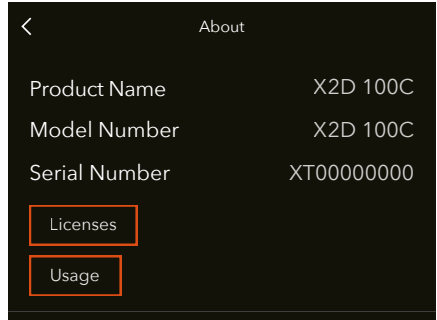 About
Product Name X2D 100C
Model Number X2D 100C
Serial Number XT00000000
Licenses
Usage